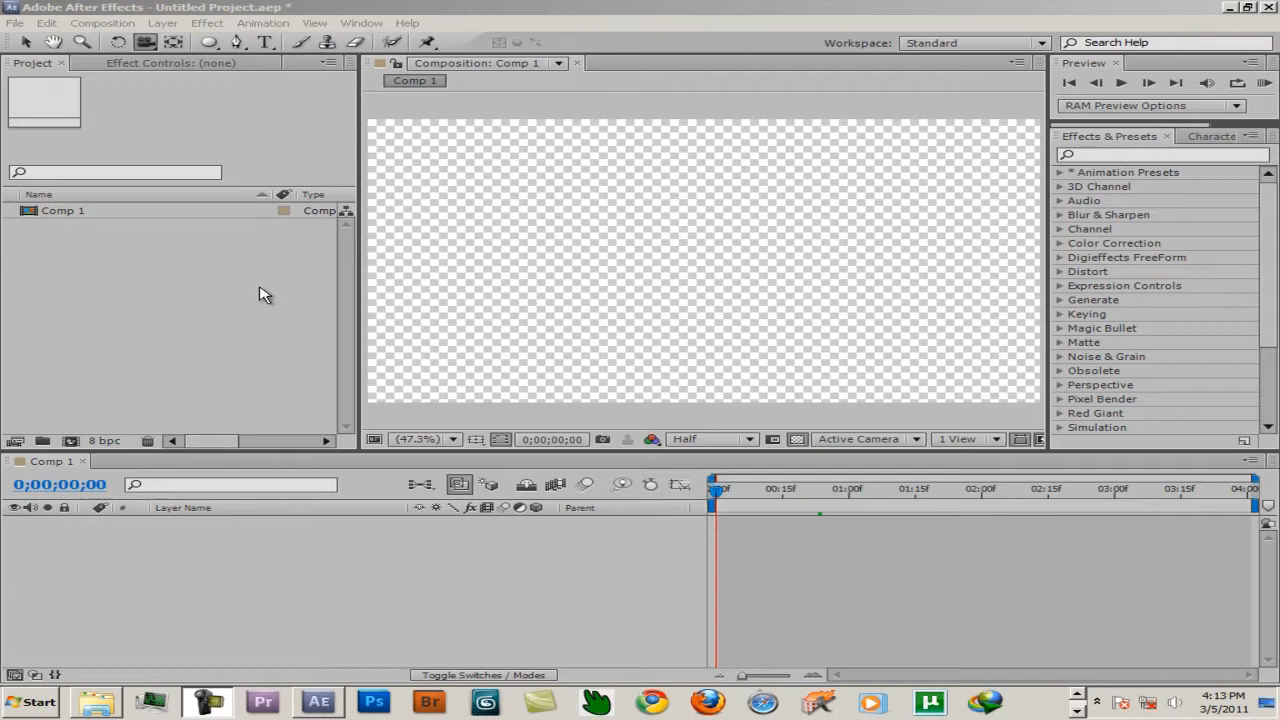 Adobe After Effects - Untitled Project.aep *
File Edit Composition Layer Effect Animation View Window Help
Workspace: Standard Search Help
Project Effect Controls: (none) Composition: Comp 1 Preview
Comp 1
RAM Preview Options
Effects & Presets Characte
* Animation Presets
3D Channel
Audio
Blur & Sharpen
Channel
Color Correction
Digieffects FreeForm
Distort
Expression Controls
Generate
Keying
Magic Bullet
Matte
Noise & Grain
Obsolete
Perspective
Pixel Bender
Red Giant
Simulation
Name Type
Comp 1 Comp
8 bpc (47.3%) 0;00;00;00 Half Active Camera 1 View
Comp 1
0;00;00;00 00:15f 01:00f 01:15f 02:00f 02:15f 03:00f 03:15f 04:00
# Layer Name fx Parent
Toggle Switches / Modes
Start Pr AE Ps Br 4:13 PM
3/5/2011